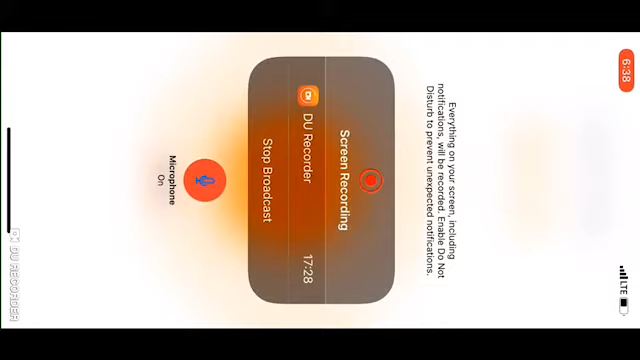 6:38
LTE
Everything on your screen, including
notifications, will be recorded. Enable Do Not
Disturb to prevent unexpected notifications.
Screen Recording
DU Recorder 17:28
Stop Broadcast
Microphone
On
DU RECORDER